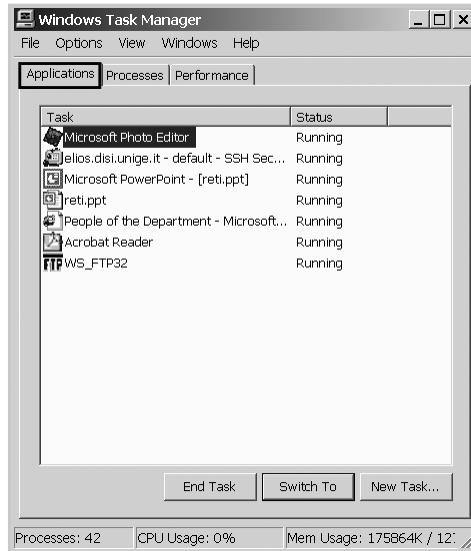 Windows Task Manager
File Options View Windows Help
Applications Processes Performance
Task Status
Microsoft Photo Editor Running
elios.disi.unige.it - default - SSH Sec... Running
Microsoft PowerPoint - [reti.ppt] Running
reti.ppt Running
People of the Department - Microsoft... Running
Acrobat Reader Running
FTP WS_FTP32 Running
End Task Switch To New Task...
Processes: 42 CPU Usage: 0% Mem Usage: 175864K /